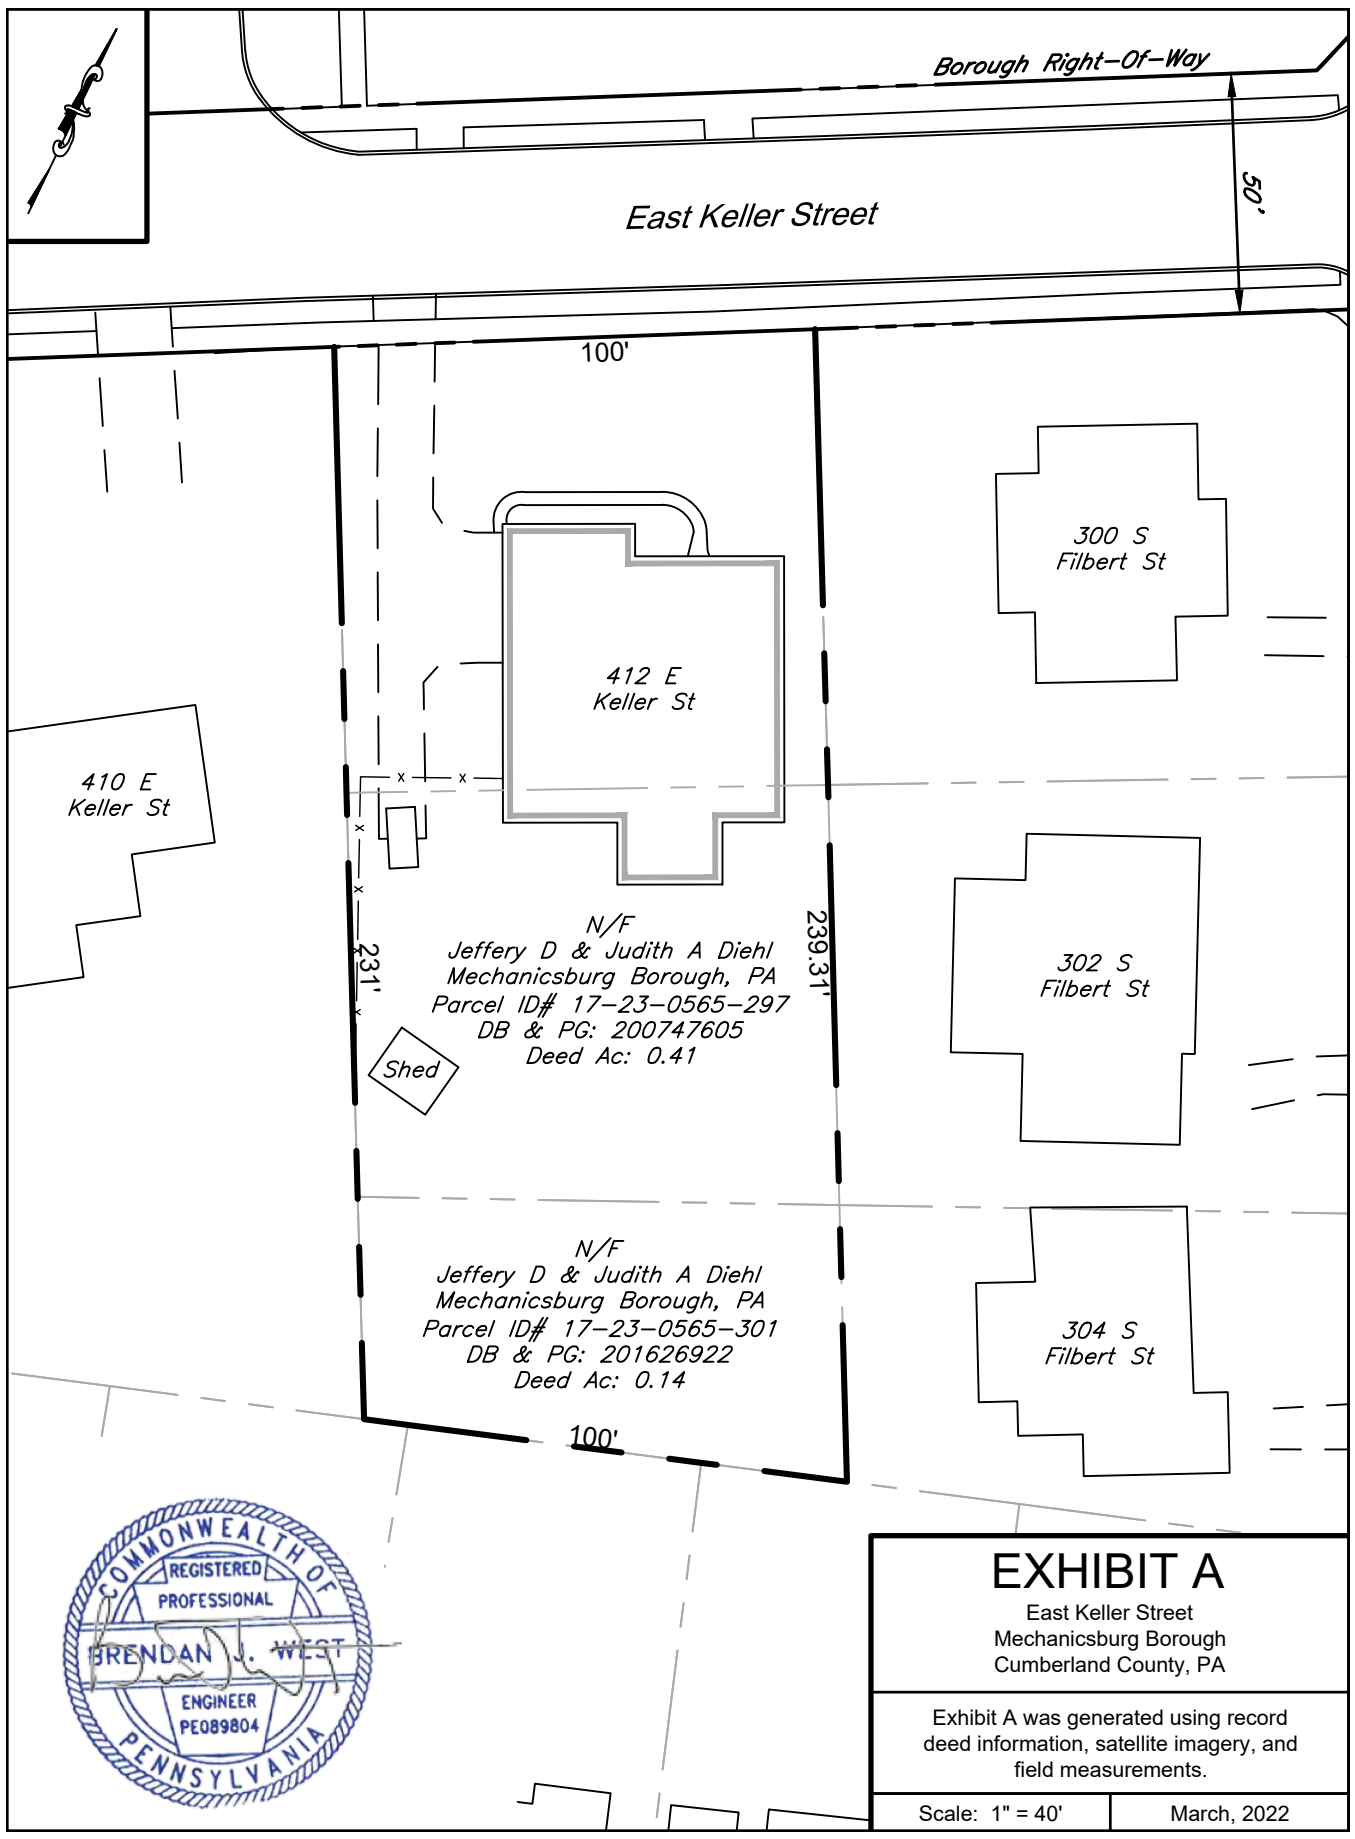 Borough Right-Of-Way
50'
East Keller Street
100'
300 S
Filbert St
412 E
Keller St
410 E
Keller St
x x
x
x
x
x
231'
239.31'
N/F
Jeffery D & Judith A Diehl
Mechanicsburg Borough, PA
Parcel ID# 17-23-0565-297
DB & PG: 200747605
Deed Ac: 0.41
302 S
Filbert St
Shed
N/F
Jeffery D & Judith A Diehl
Mechanicsburg Borough, PA
Parcel ID# 17-23-0565-301
DB & PG: 201626922
Deed Ac: 0.14
304 S
Filbert St
100'
COMMONWEALTH OF
REGISTERED
PROFESSIONAL
BRENDAN J. WEST
ENGINEER
PE089804
PENNSYLVANIA
EXHIBIT A
East Keller Street
Mechanicsburg Borough
Cumberland County, PA
Exhibit A was generated using record
deed information, satellite imagery, and
field measurements.
Scale: 1" = 40'
March, 2022